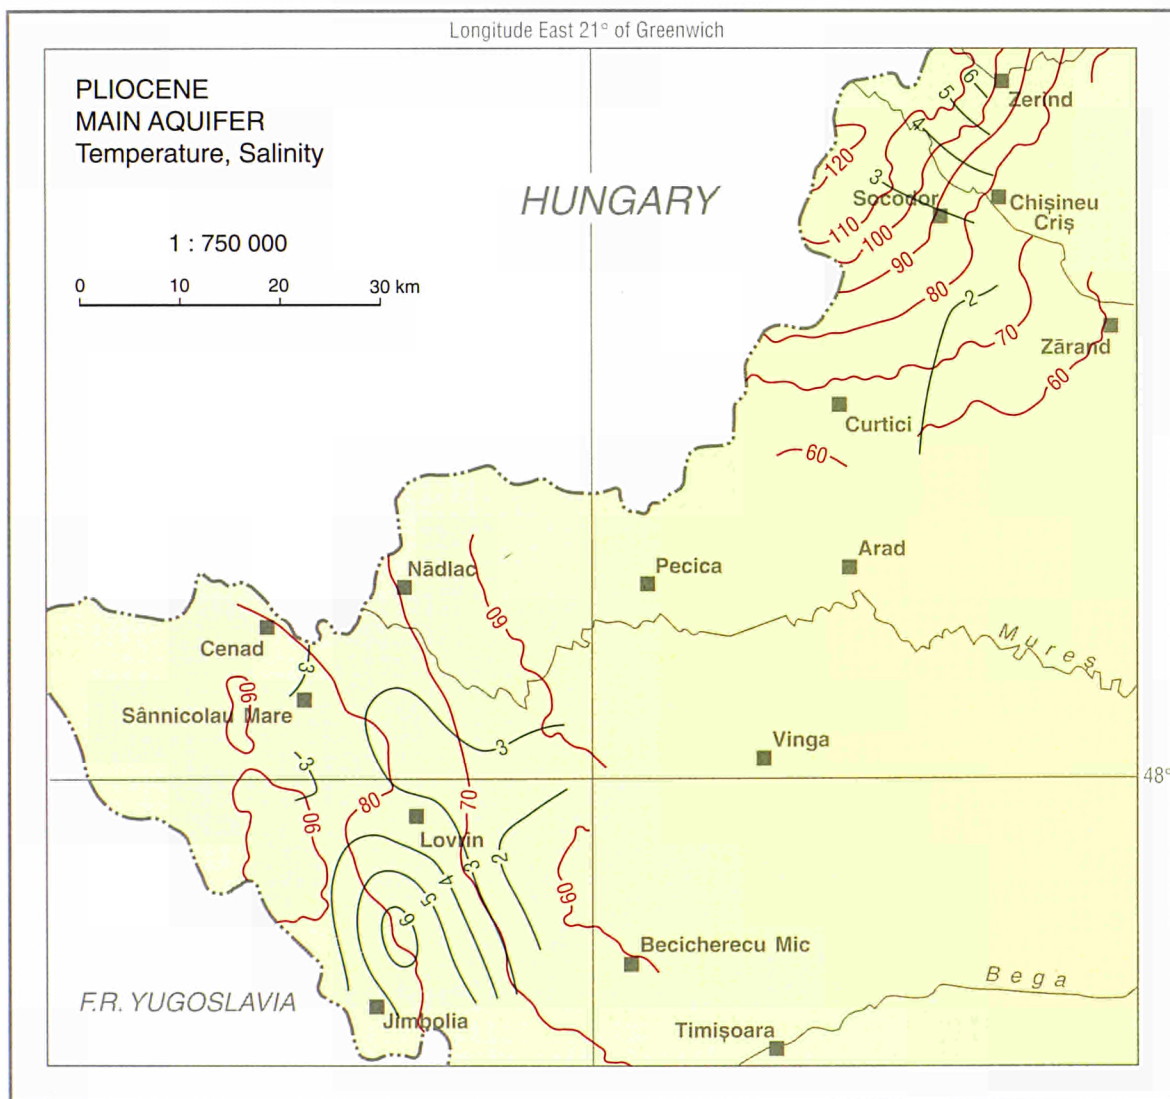 Longitude East 21° of Greenwich
PLIOCENE
MAIN AQUIFER
Temperature, Salinity
1 : 750 000
0 10 20 30 km
HUNGARY
F.R. YUGOSLAVIA
48°
Zerind
Socodor
Chişineu
Criş
Zărand
Curtici
Nădlac
Pecica
Arad
Mureş
Cenad
Sânnicolau Mare
Vinga
Lovrin
Becicherecu Mic
Bega
Jimbolia
Timişoara
6
5
4
3
120
110
100
90
80
2
70
60
60
60
3
90
3
3
90
80
70
3
4
5
6
2
60